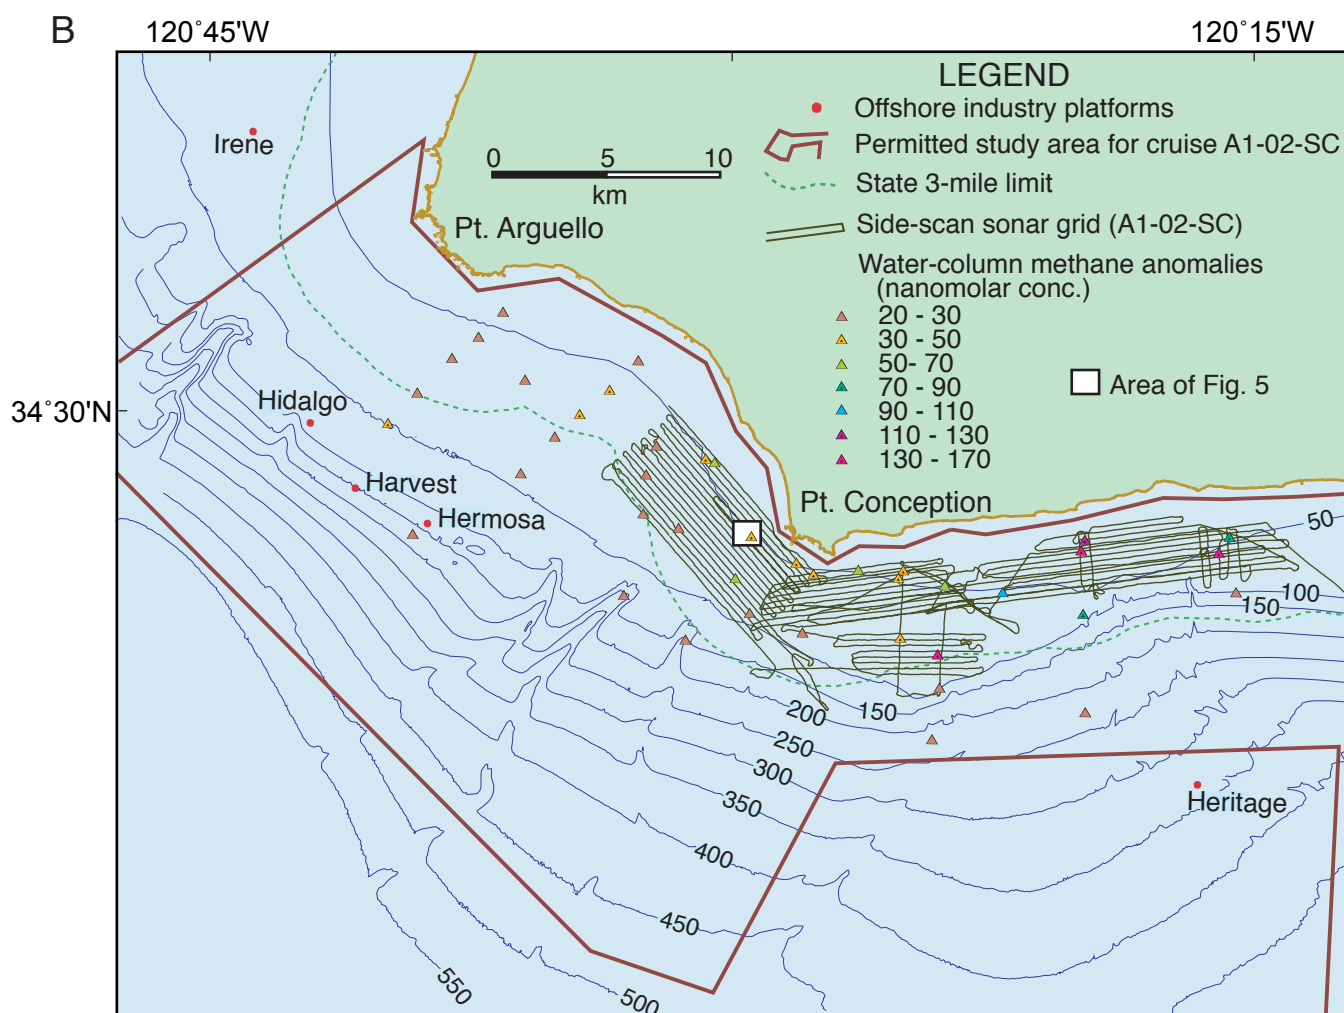 B
120˚45'W
120˚15'W
LEGEND
Offshore industry platforms
Permitted study area for cruise A1-02-SC
State 3-mile limit
Side-scan sonar grid (A1-02-SC)
Water-column methane anomalies
(nanomolar conc.)
20 - 30
30 - 50
50- 70
70 - 90
90 - 110
110 - 130
130 - 170
Area of Fig. 5
0 5 10
km
Irene
Pt. Arguello
34˚30'N
Hidalgo
Harvest
Hermosa
Pt. Conception
50
100
150
200
150
250
300
350
400
450
500
550
Heritage